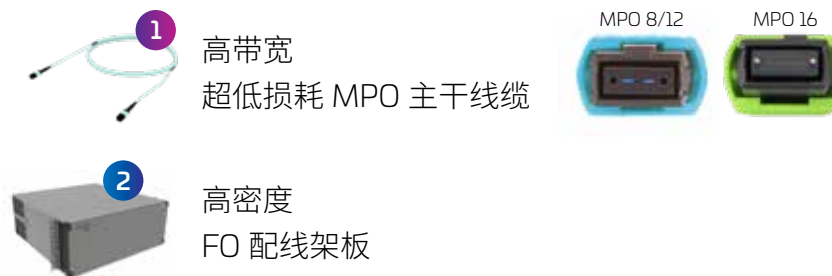 1
高带宽
超低损耗 MPO 主干线缆
MPO 8/12
MPO 16
2
高密度
FO 配线架板